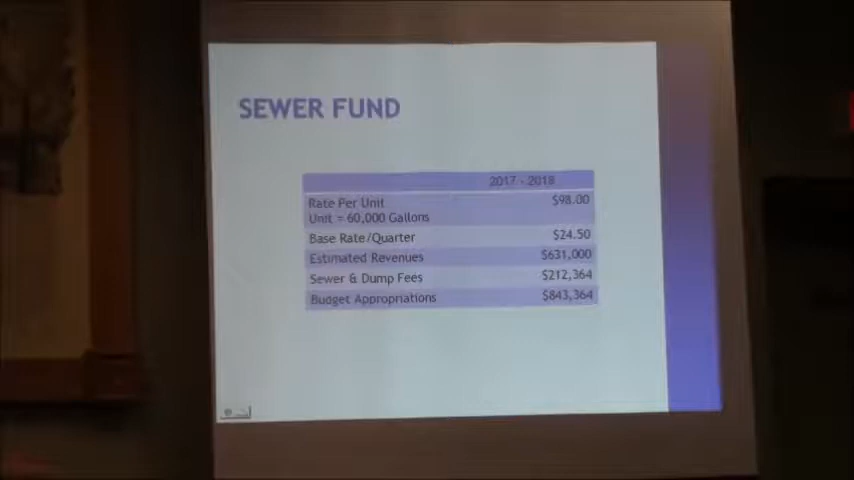 SEWER FUND
2017 - 2018
Rate Per Unit $98.00
Unit = 60,000 Gallons
Base Rate/Quarter $24.50
Estimated Revenues $631,000
Sewer & Dump Fees $212,364
Budget Appropriations $843,364